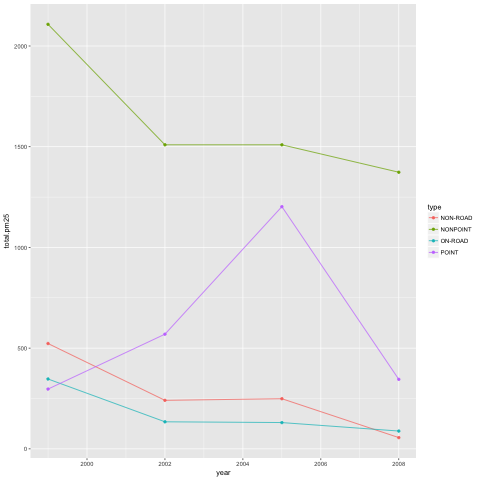 2000
1500
1000
500
0
total.pm25
2000
2002
2004
2006
2008
year
type
NON-ROAD
NONPOINT
ON-ROAD
POINT